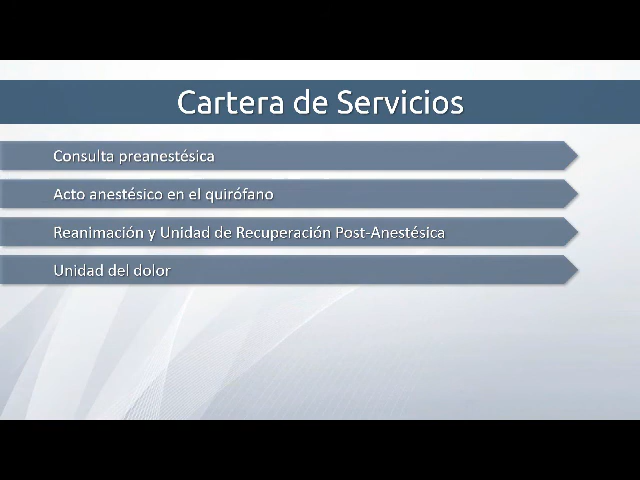 Cartera de Servicios
Consulta preanestésica
Acto anestésico en el quirófano
Reanimación y Unidad de Recuperación Post-Anestésica
Unidad del dolor